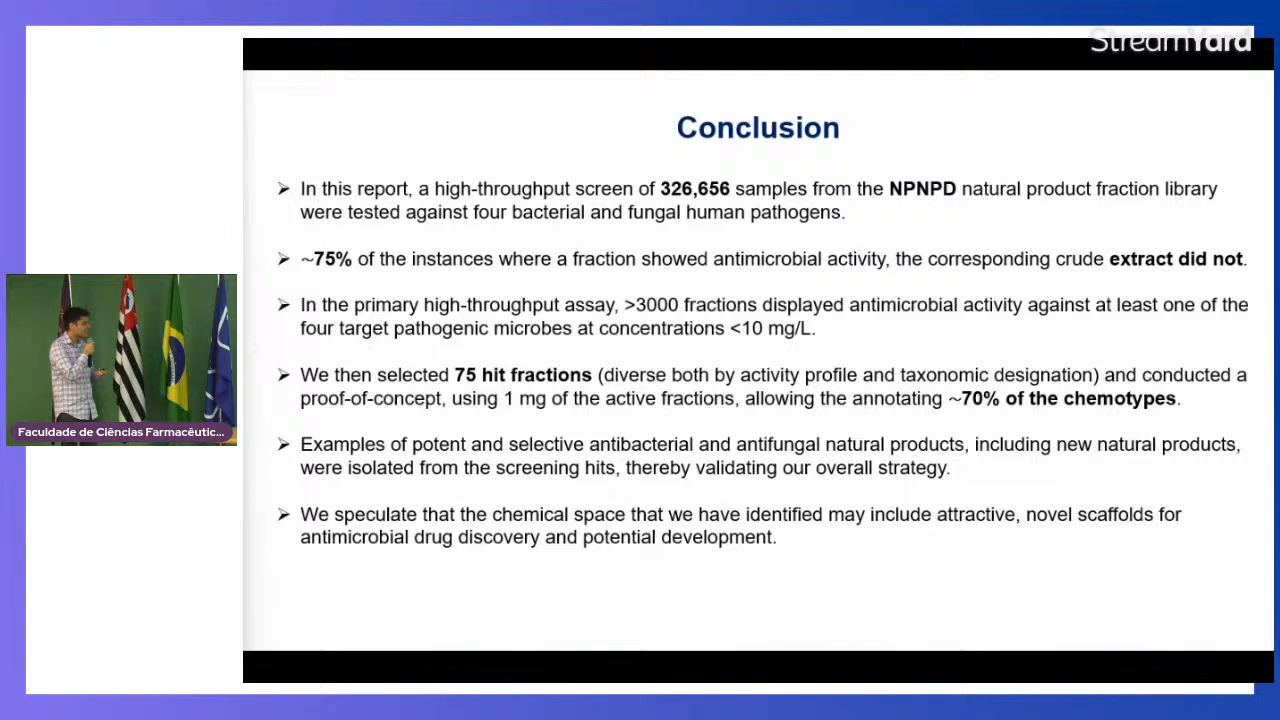 StreamYard
Conclusion
➢ In this report, a high-throughput screen of 326,656 samples from the NPNPD natural product fraction library
were tested against four bacterial and fungal human pathogens.
➢ ~75% of the instances where a fraction showed antimicrobial activity, the corresponding crude extract did not.
➢ In the primary high-throughput assay, >3000 fractions displayed antimicrobial activity against at least one of the
four target pathogenic microbes at concentrations <10 mg/L.
➢ We then selected 75 hit fractions (diverse both by activity profile and taxonomic designation) and conducted a
proof-of-concept, using 1 mg of the active fractions, allowing the annotating ~70% of the chemotypes.
➢ Examples of potent and selective antibacterial and antifungal natural products, including new natural products,
were isolated from the screening hits, thereby validating our overall strategy.
➢ We speculate that the chemical space that we have identified may include attractive, novel scaffolds for
antimicrobial drug discovery and potential development.
Faculdade de Ciências Farmacêutic...